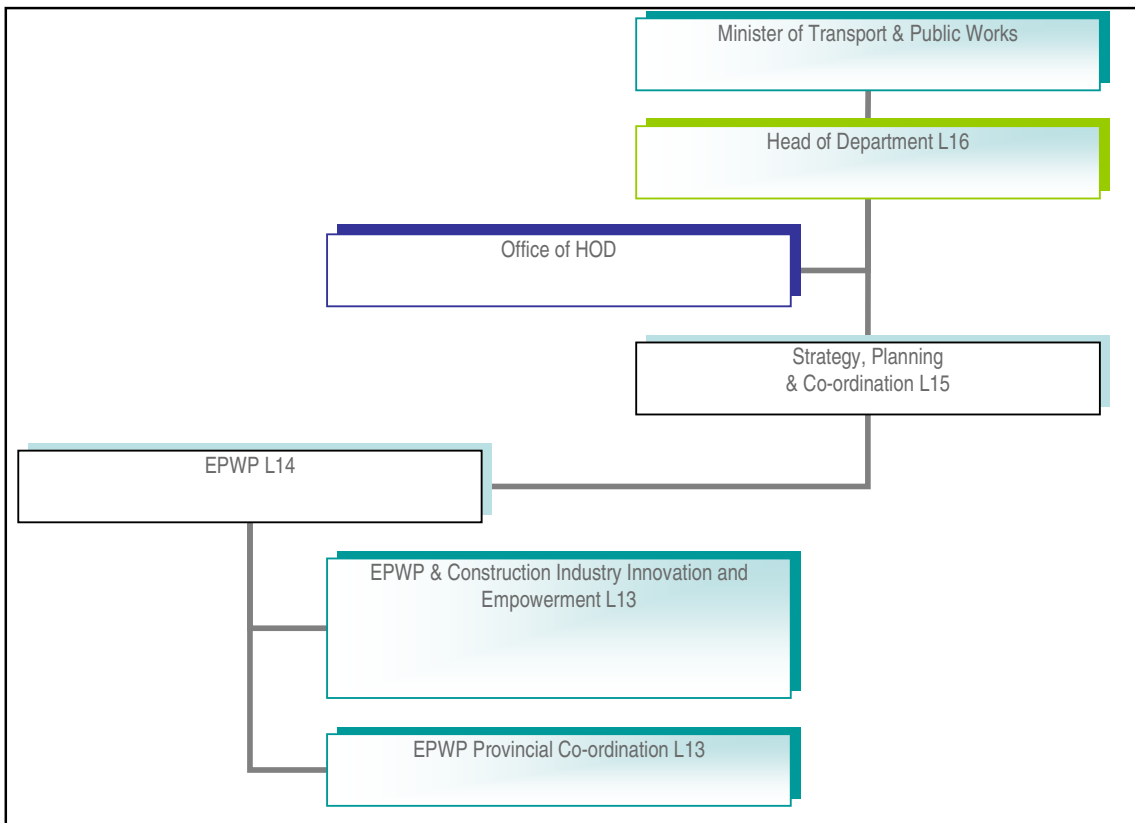 Minister of Transport & Public Works
Head of Department L16
Office of HOD
Strategy, Planning
& Co-ordination L15
EPWP L14
EPWP & Construction Industry Innovation and
Empowerment L13
EPWP Provincial Co-ordination L13